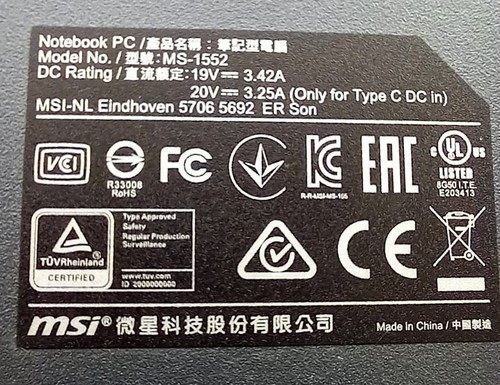 Notebook PC / 產品名稱: 筆記型電腦
Model No. / 型號: MS-1552
DC Rating / 直流額定: 19V⎓ 3.42A
20V⎓ 3.25A (Only for Type C DC in)
MSI-NL Eindhoven 5706 5692 ER Son
VCI
R33008
RoHS
FC
EAC
C UL US
LISTED
8G50 I.T.E.
E203413
R-R-MSI-MS-155
TÜVRheinland
CERTIFIED
Type Approved
Safety
Regular Production
Surveillance
www.tuv.com
ID 2000000000
CE
msi® 微星科技股份有限公司
Made in China / 中國製造